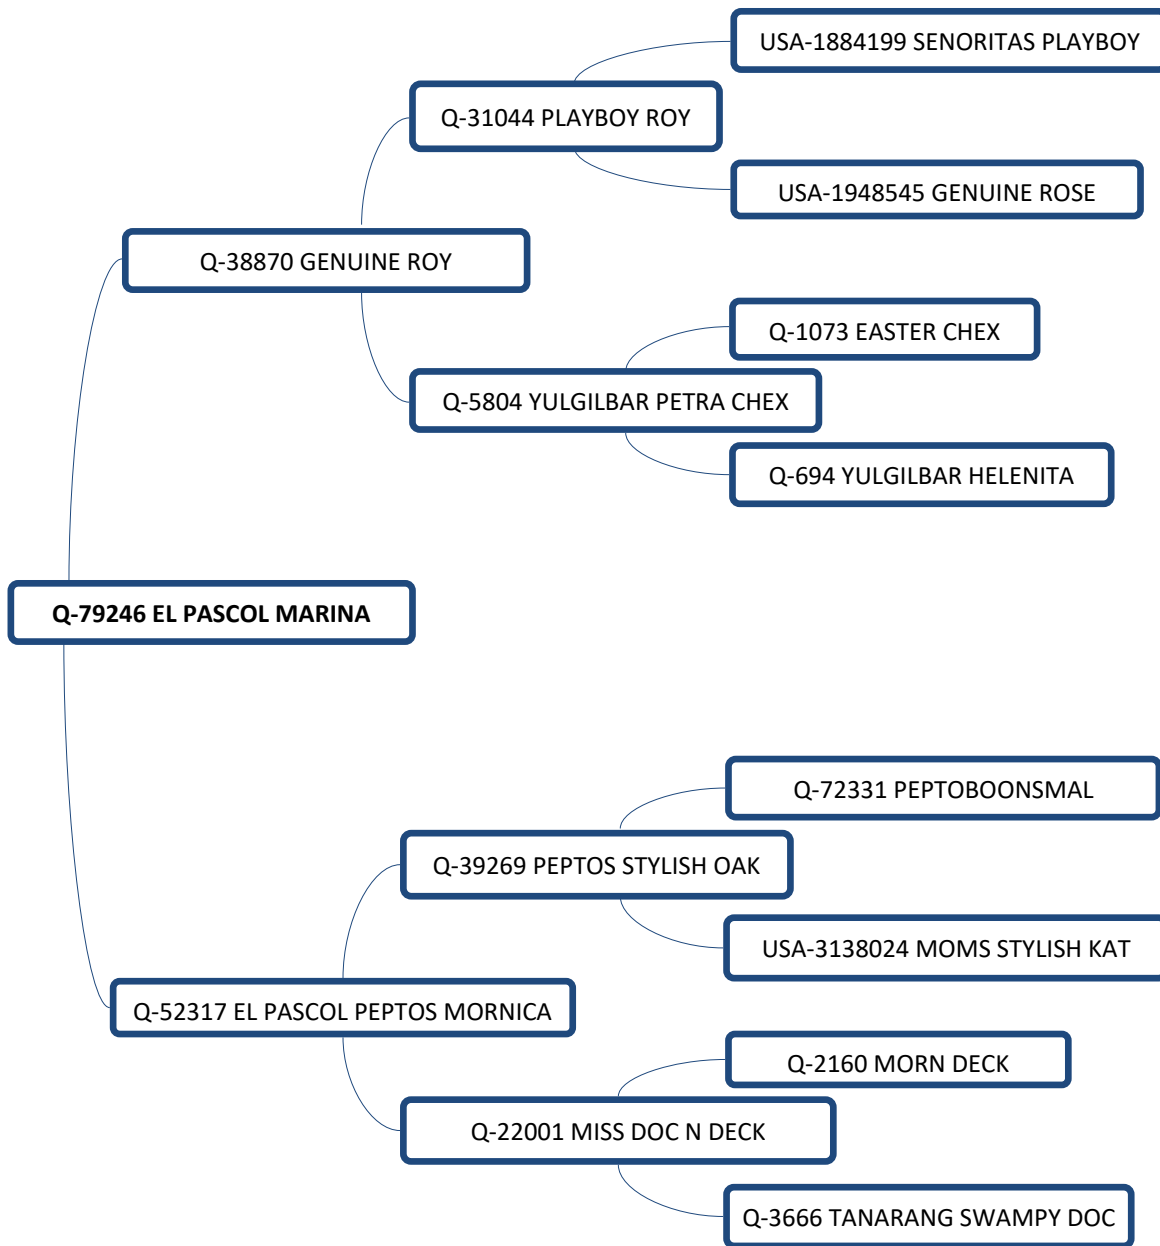 USA-1884199 SENORITAS PLAYBOY
Q-31044 PLAYBOY ROY
USA-1948545 GENUINE ROSE
Q-38870 GENUINE ROY
Q-1073 EASTER CHEX
Q-5804 YULGILBAR PETRA CHEX
Q-694 YULGILBAR HELENITA
Q-79246 EL PASCOL MARINA
Q-72331 PEPTOBOONSMAL
Q-39269 PEPTOS STYLISH OAK
USA-3138024 MOMS STYLISH KAT
Q-52317 EL PASCOL PEPTOS MORNICA
Q-2160 MORN DECK
Q-22001 MISS DOC N DECK
Q-3666 TANARANG SWAMPY DOC